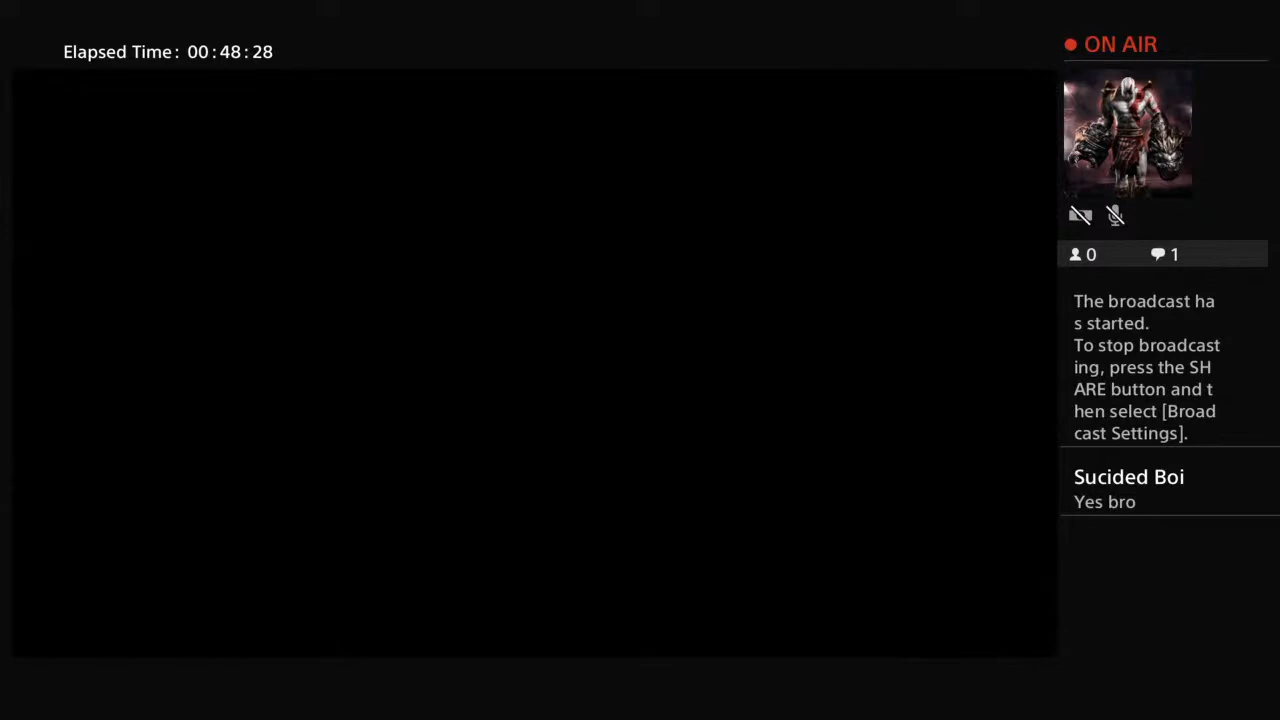 Elapsed Time: 00:48:28
ON AIR
0 1
The broadcast ha
s started.
To stop broadcast
ing, press the SH
ARE button and t
hen select [Broad
cast Settings].
Sucided Boi
Yes bro